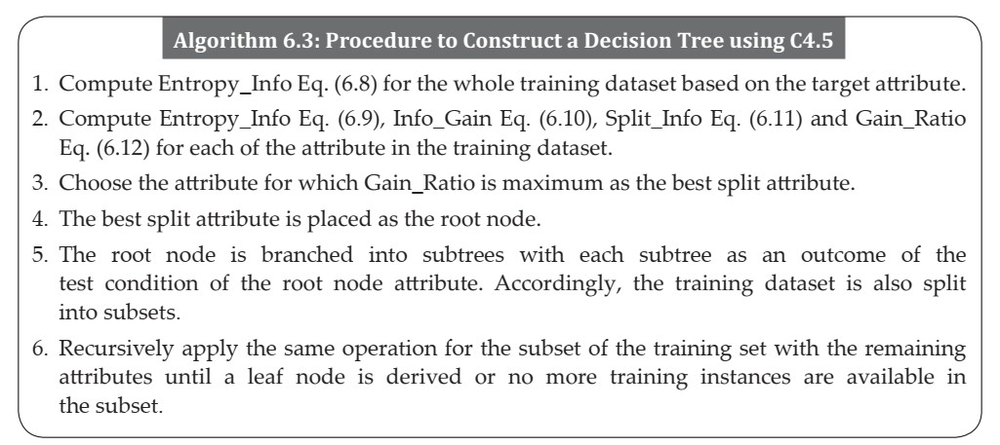 Algorithm 6.3: Procedure to Construct a Decision Tree using C4.5
1. Compute Entropy_Info Eq. (6.8) for the whole training dataset based on the target attribute.
2. Compute Entropy_Info Eq. (6.9), Info_Gain Eq. (6.10), Split_Info Eq. (6.11) and Gain_Ratio
Eq. (6.12) for each of the attribute in the training dataset.
3. Choose the attribute for which Gain_Ratio is maximum as the best split attribute.
4. The best split attribute is placed as the root node.
5. The root node is branched into subtrees with each subtree as an outcome of the
test condition of the root node attribute. Accordingly, the training dataset is also split
into subsets.
6. Recursively apply the same operation for the subset of the training set with the remaining
attributes until a leaf node is derived or no more training instances are available in
the subset.